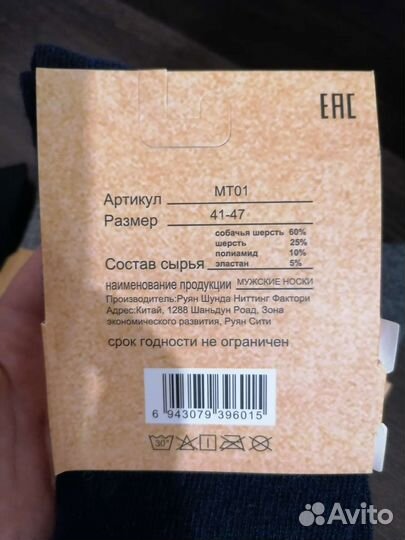 EAC
Артикул MT01
Размер 41-47
собачья шерсть 60%
шерсть 25%
полиамид 10%
Состав сырья эластан 5%
наименование продукции МУЖСКИЕ НОСКИ
Производитель:Руян Шунда Ниттинг Фактори
Адрес:Китай, 1288 Шаньдун Роад, Зона
экономического развития, Руян Сити
срок годности не ограничен
6 943079 396015
30°
Avito